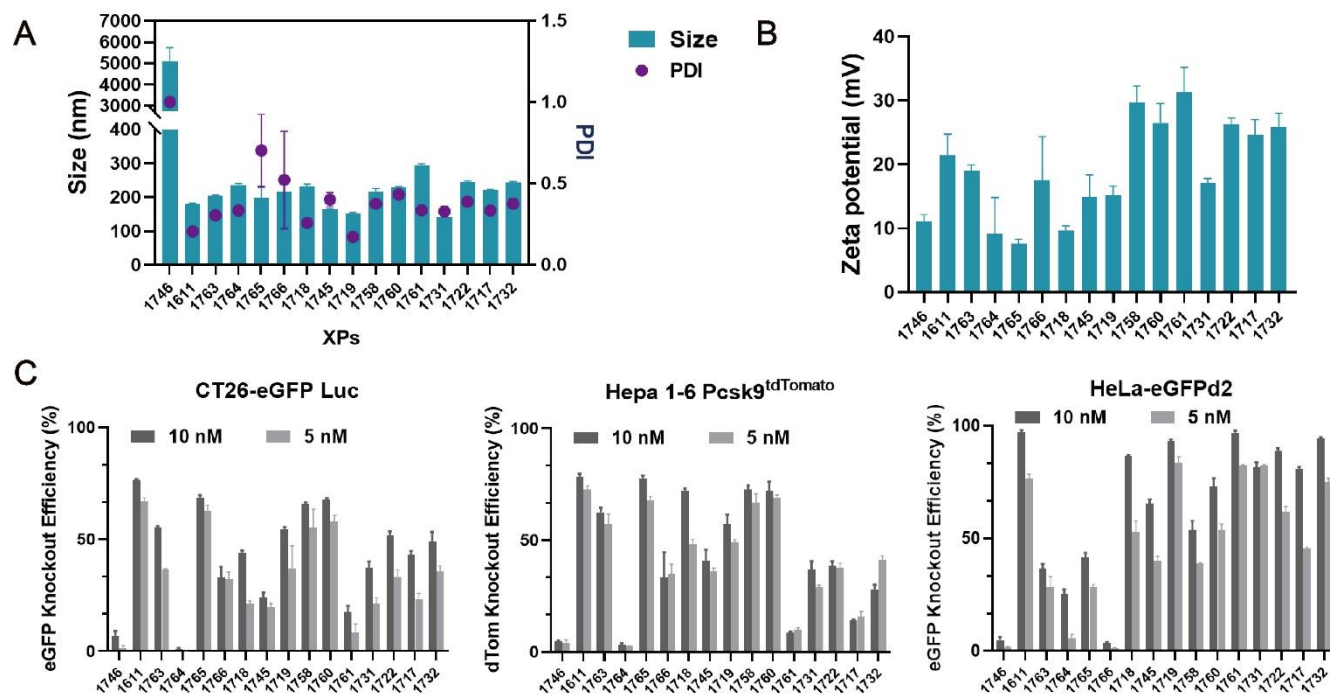 A
Size (nm)
7000
6000
5000
4000
3000
400
300
200
100
0
1.5
1.0
0.5
0.0
PDI
Size
PDI
1746 1611 1763 1764 1765 1766 1718 1745 1719 1758 1760 1761 1731 1722 1717 1732
XPs
B
Zeta potential (mV)
40
30
20
10
0
1746 1611 1763 1764 1765 1766 1718 1745 1719 1758 1760 1761 1731 1722 1717 1732
C
CT26-eGFP Luc
eGFP Knockout Efficiency (%)
10 nM 5 nM
100
50
0
1746 1611 1763 1764 1765 1766 1718 1745 1719 1758 1760 1761 1731 1722 1717 1732
Hepa 1-6 Pcsk9tdTomato
dTom Knockout Efficiency (%)
10 nM 5 nM
100
50
0
1746 1611 1763 1764 1765 1766 1718 1745 1719 1758 1760 1761 1731 1722 1717 1732
HeLa-eGFPd2
eGFP Knockout Efficiency (%)
10 nM 5 nM
100
50
0
1746 1611 1763 1764 1765 1766 1718 1745 1719 1758 1760 1761 1731 1722 1717 1732